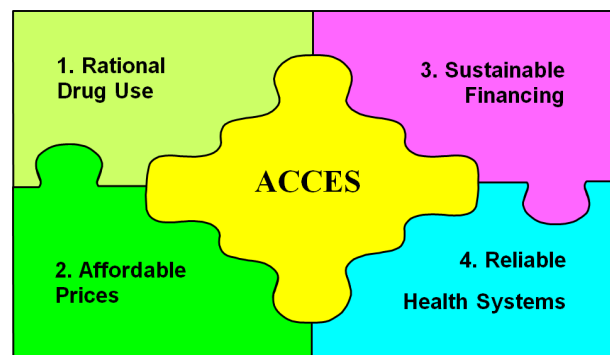 1. Rational
Drug Use
3. Sustainable
Financing
ACCES
2. Affordable
Prices
4. Reliable
Health Systems